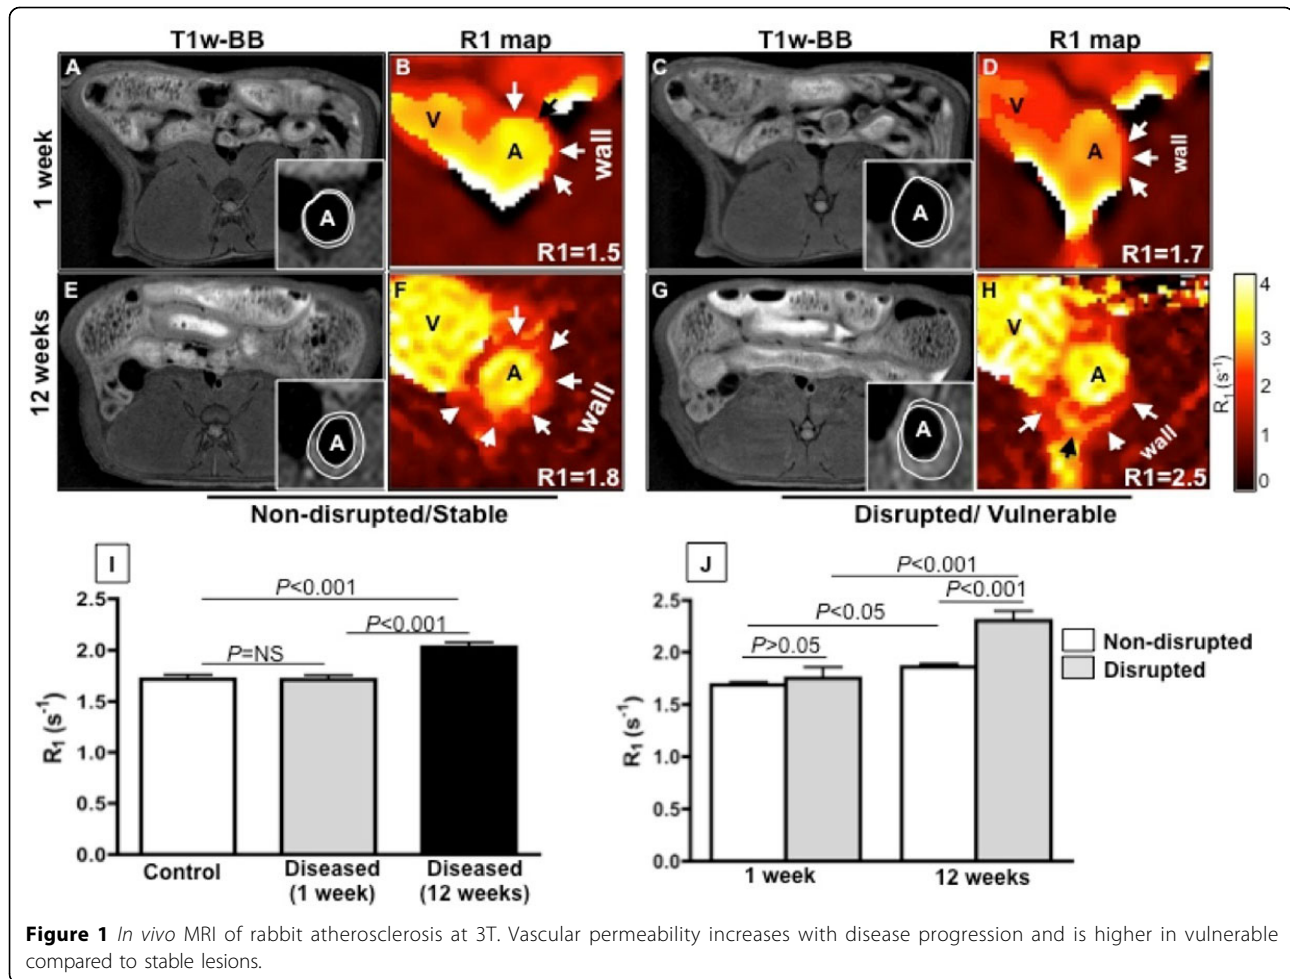 T1w-BB R1 map T1w-BB R1 map
1 week
A B C D
V A wall V A wall
A A
R1=1.5 R1=1.7
12 weeks
E F G H
V A wall V A wall
A A
R1=1.8 R1=2.5
4
3
2
1
0
R₁ (s⁻¹)
Non-disrupted/Stable Disrupted/ Vulnerable
I
P<0.001
P<0.001
P=NS
2.5
2.0
1.5
1.0
0.5
0.0
R₁ (s⁻¹)
Control Diseased Diseased
(1 week) (12 weeks)
J
P<0.001
P<0.001
P<0.05
P>0.05
2.5
2.0
1.5
1.0
0.5
0.0
R₁ (s⁻¹)
1 week 12 weeks
Non-disrupted
Disrupted
Figure 1 In vivo MRI of rabbit atherosclerosis at 3T. Vascular permeability increases with disease progression and is higher in vulnerable
compared to stable lesions.